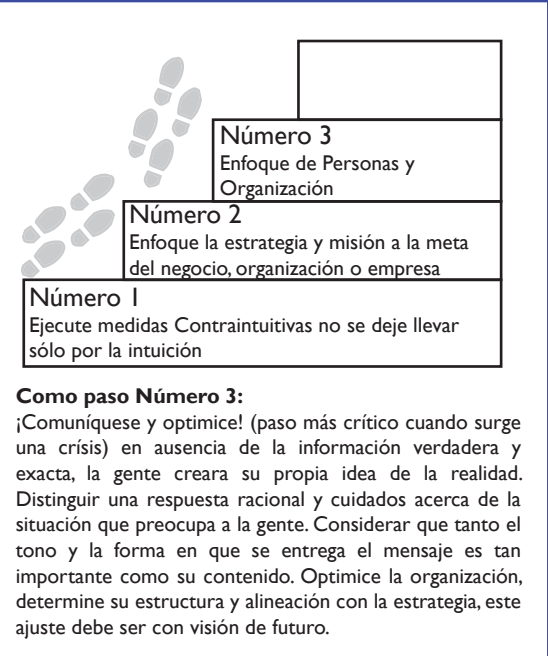 Número 3
Enfoque de Personas y
Organización
Número 2
Enfoque la estrategia y misión a la meta
del negocio, organización o empresa
Número 1
Ejecute medidas Contraintuitivas no se deje llevar
sólo por la intuición
Como paso Número 3:
¡Comuníquese y optimice! (paso más crítico cuando surge
una crísis) en ausencia de la información verdadera y
exacta, la gente creara su propia idea de la realidad.
Distinguir una respuesta racional y cuidados acerca de la
situación que preocupa a la gente. Considerar que tanto el
tono y la forma en que se entrega el mensaje es tan
importante como su contenido. Optimice la organización,
determine su estructura y alineación con la estrategia, este
ajuste debe ser con visión de futuro.